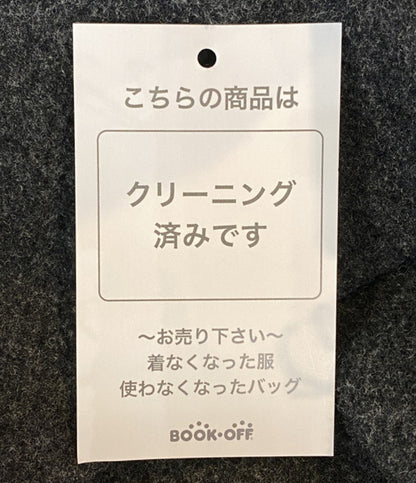 こちらの商品は
クリーニング
済みです
〜お売り下さい〜
着なくなった服
使わなくなったバッグ
BOOK・OFF